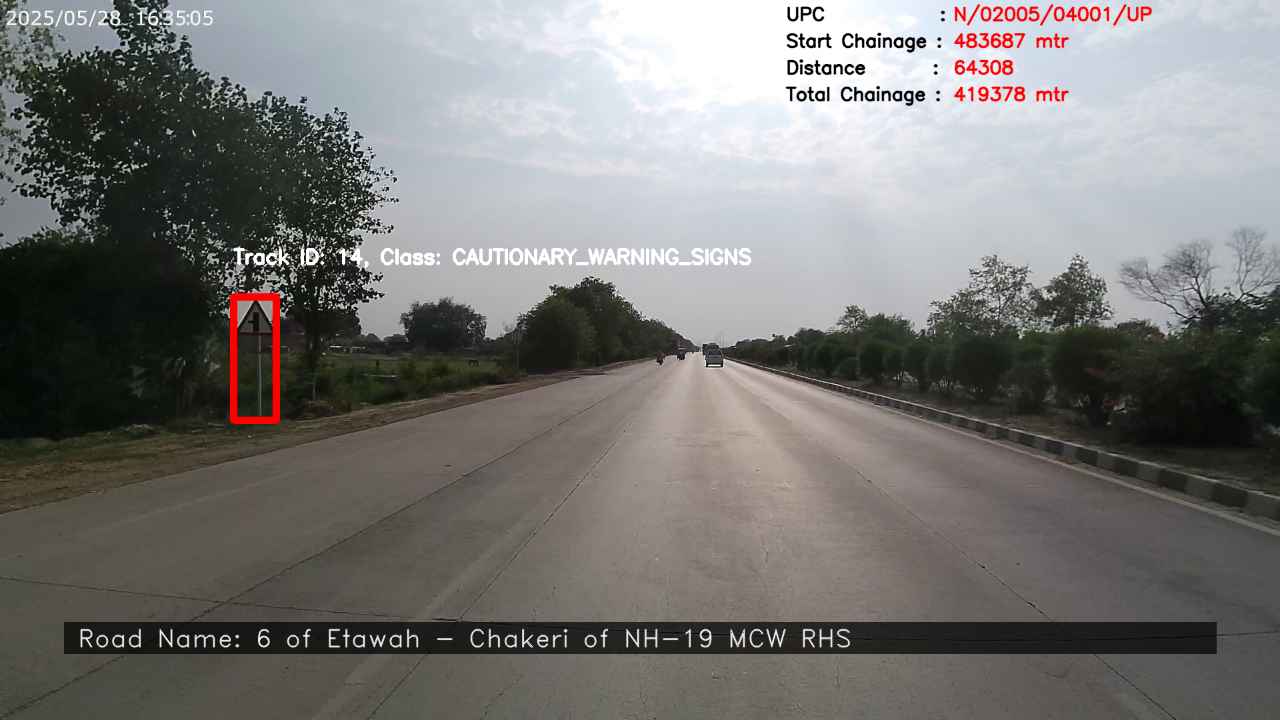 2025/05/28 16:35:05
UPC : N/02005/04001/UP
Start Chainage : 483687 mtr
Distance : 64308
Total Chainage : 419378 mtr
Track ID: 14, Class: CAUTIONARY_WARNING_SIGNS
Road Name: 6 of Etawah - Chakeri of NH-19 MCW RHS